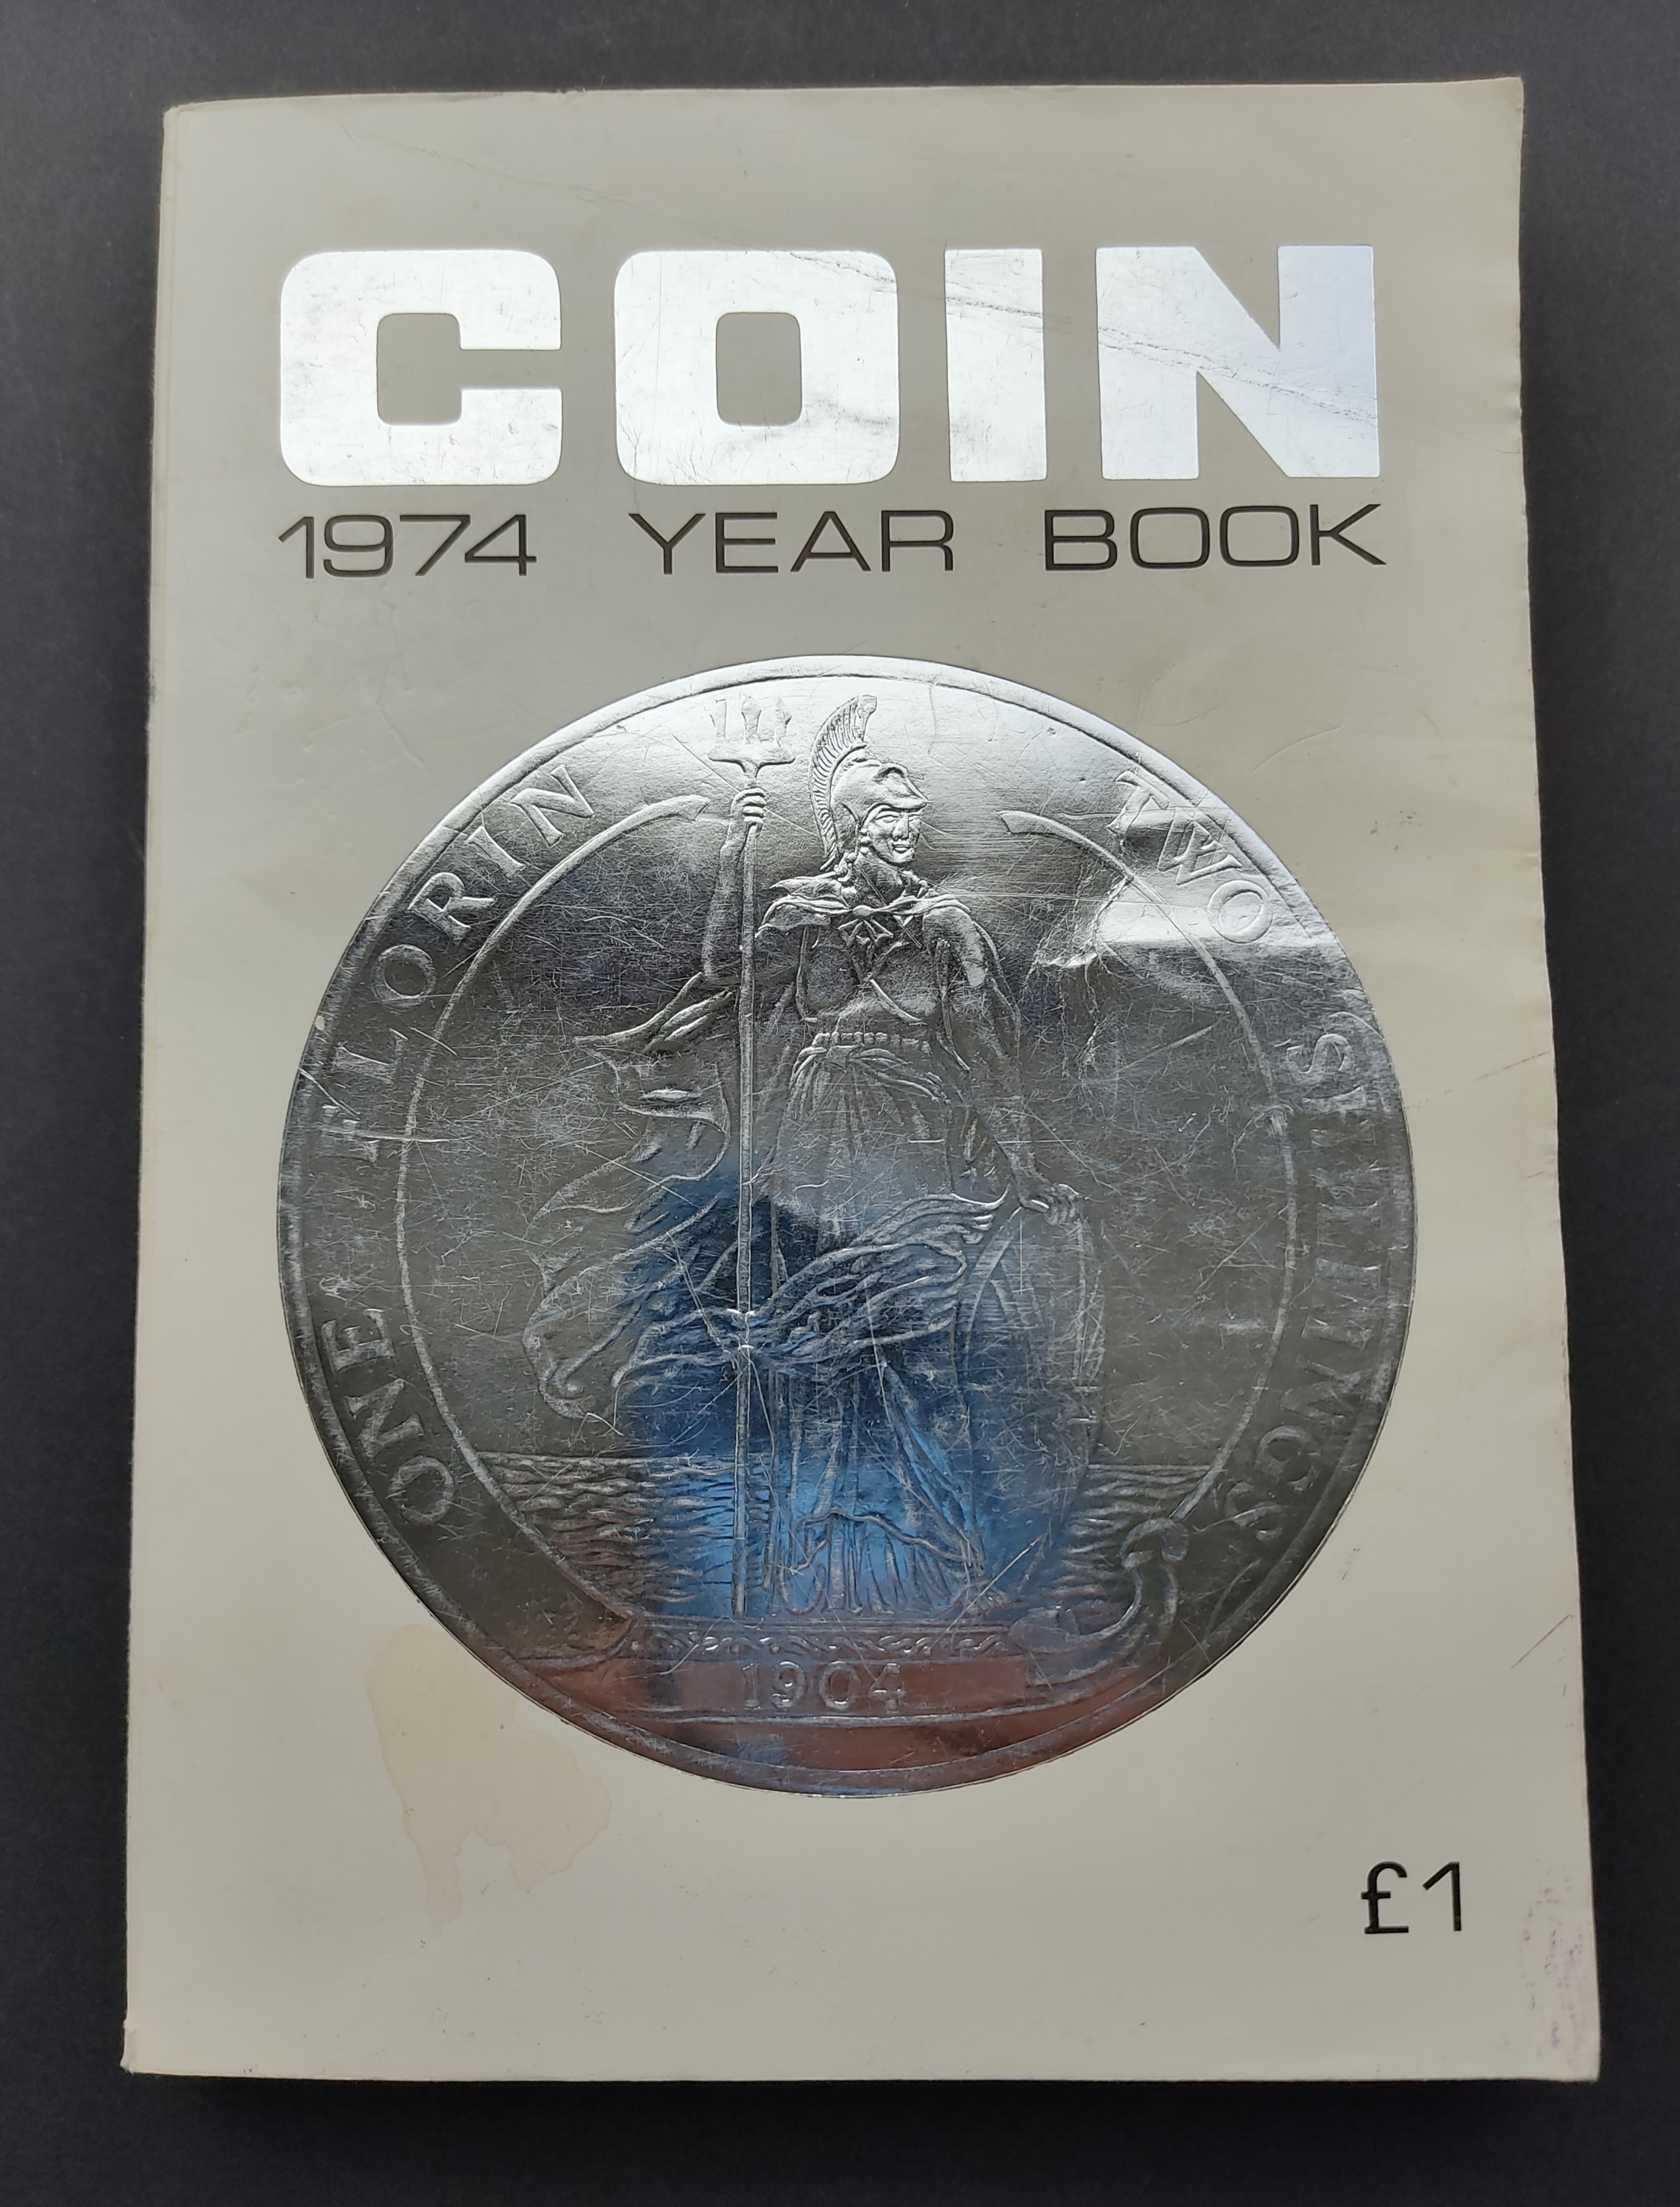 COIN
1974 YEAR BOOK
ONE FLORIN TWO SHILLINGS
1904
£1